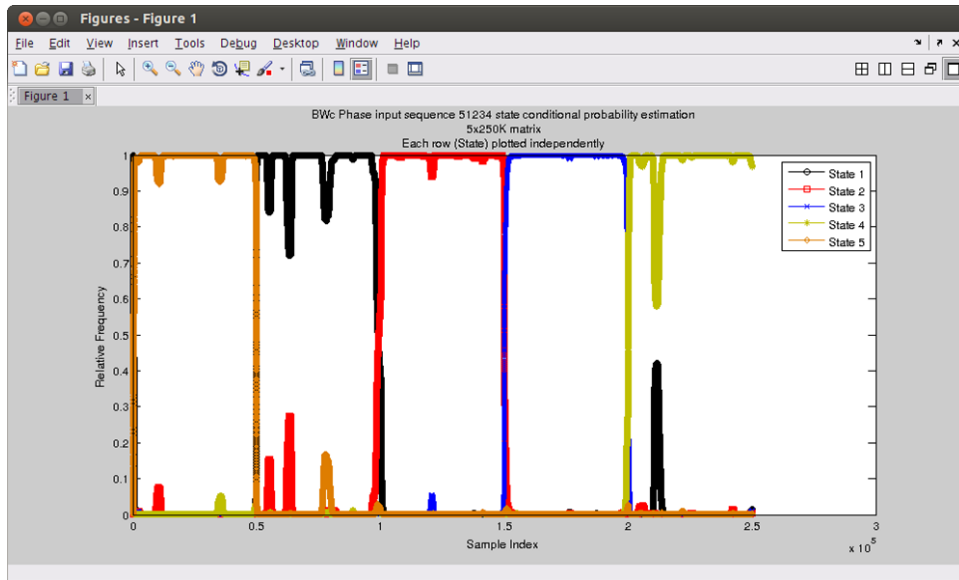 Figures - Figure 1
File Edit View Insert Tools Debug Desktop Window Help
Figure 1
BWc Phase input sequence 51234 state conditional probability estimation
5x250K matrix
Each row (State) plotted independently
1
0.9
0.8
0.7
0.6
0.5
0.4
0.3
0.2
0.1
0
Relative Frequency
State 1
State 2
State 3
State 4
State 5
0 0.5 1 1.5 2 2.5 3
Sample Index
x 10^5